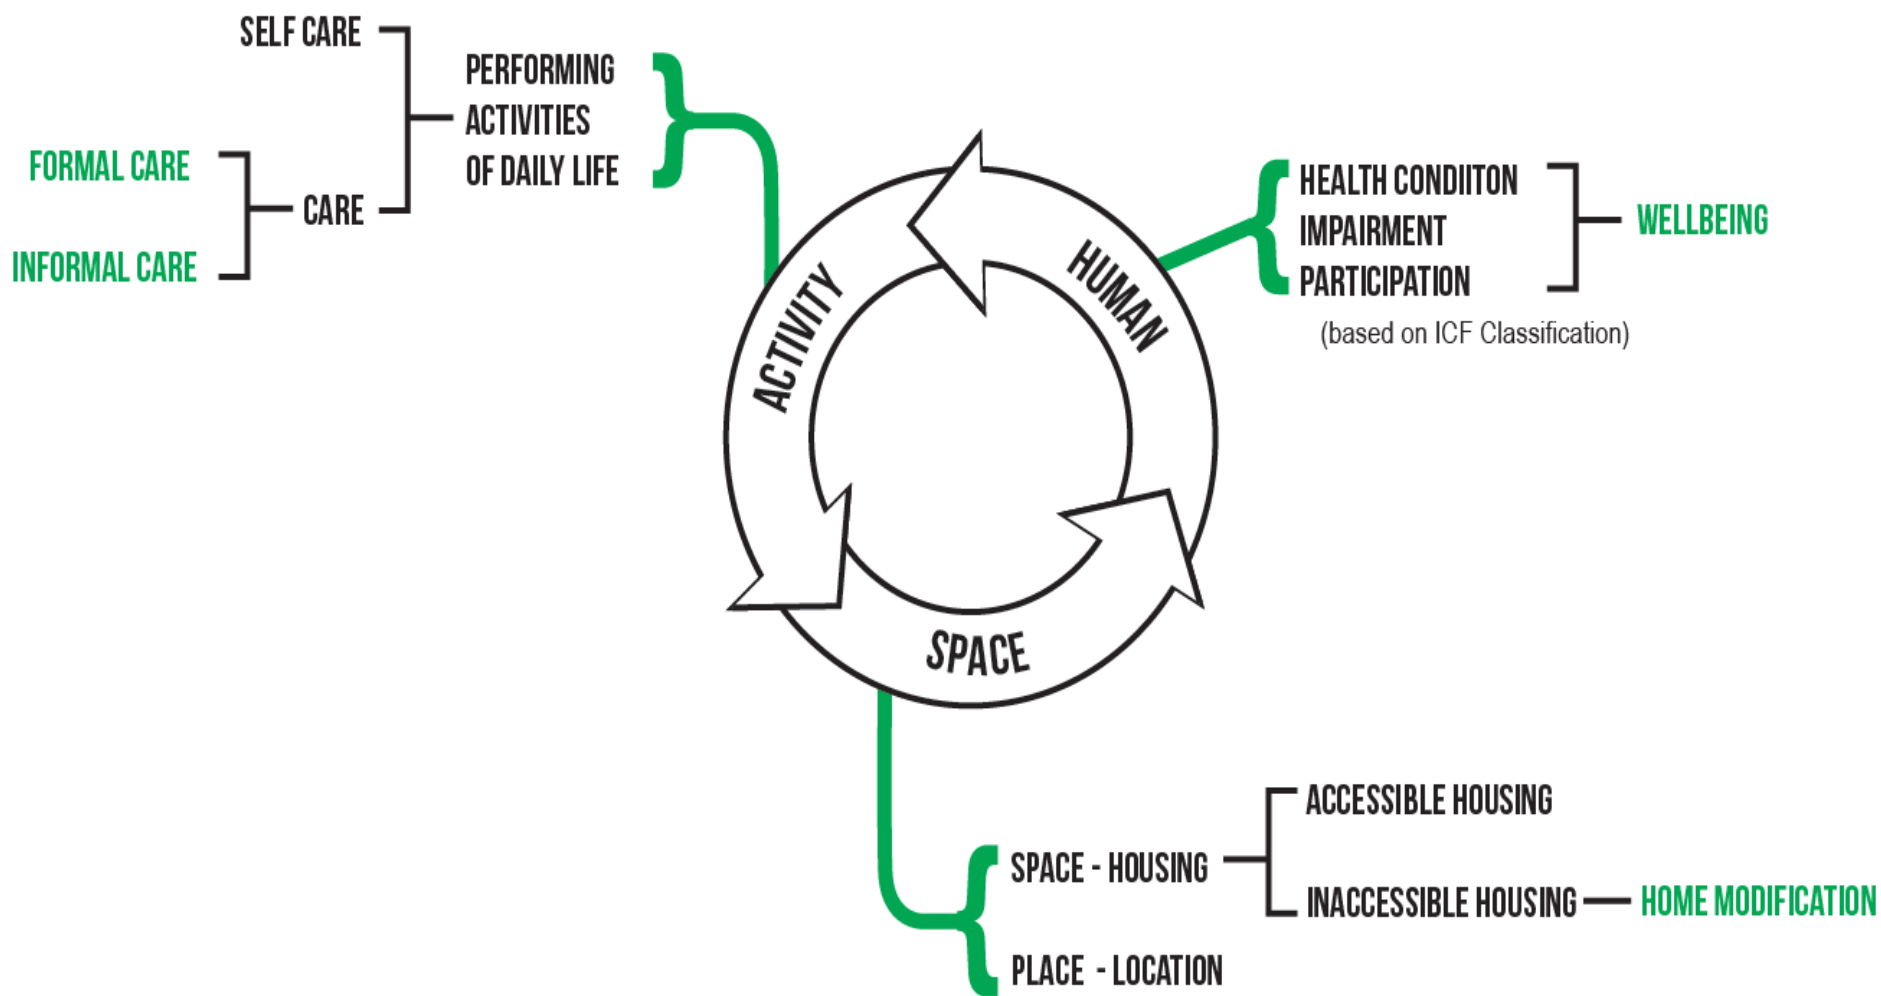 SELF CARE
PERFORMING
ACTIVITIES
OF DAILY LIFE
FORMAL CARE
CARE
INFORMAL CARE
ACTIVITY
HUMAN
SPACE
HEALTH CONDIITON
IMPAIRMENT
PARTICIPATION
(based on ICF Classification)
WELLBEING
SPACE - HOUSING
PLACE - LOCATION
ACCESSIBLE HOUSING
INACCESSIBLE HOUSING
HOME MODIFICATION